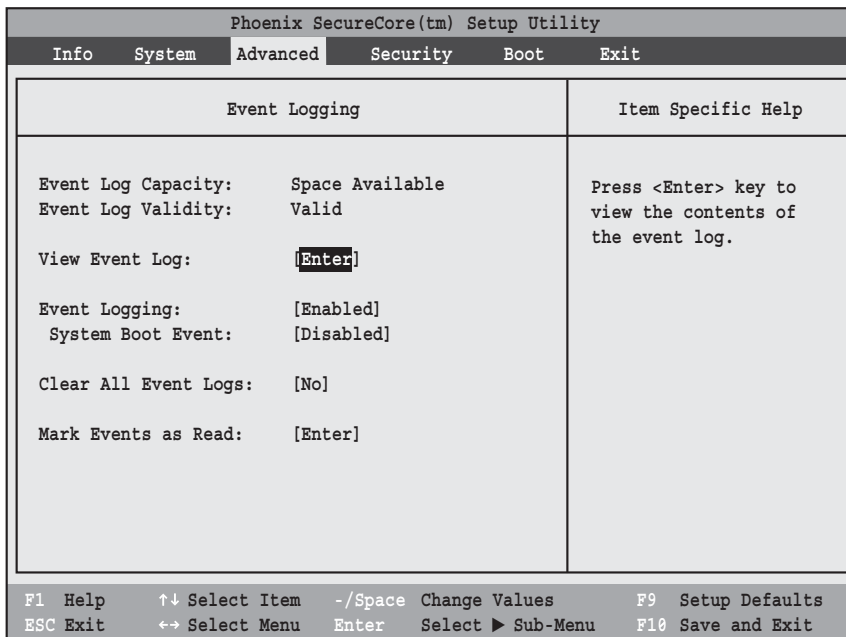 Phoenix SecureCore(tm) Setup Utility
Info System Advanced Security Boot Exit
Event Logging
Item Specific Help
Event Log Capacity: Space Available
Event Log Validity: Valid
View Event Log: [Enter]
Event Logging: [Enabled]
System Boot Event: [Disabled]
Clear All Event Logs: [No]
Mark Events as Read: [Enter]
Press <Enter> key to
view the contents of
the event log.
F1 Help ↑↓ Select Item -/Space Change Values F9 Setup Defaults
ESC Exit ←→ Select Menu Enter Select ▶ Sub-Menu F10 Save and Exit